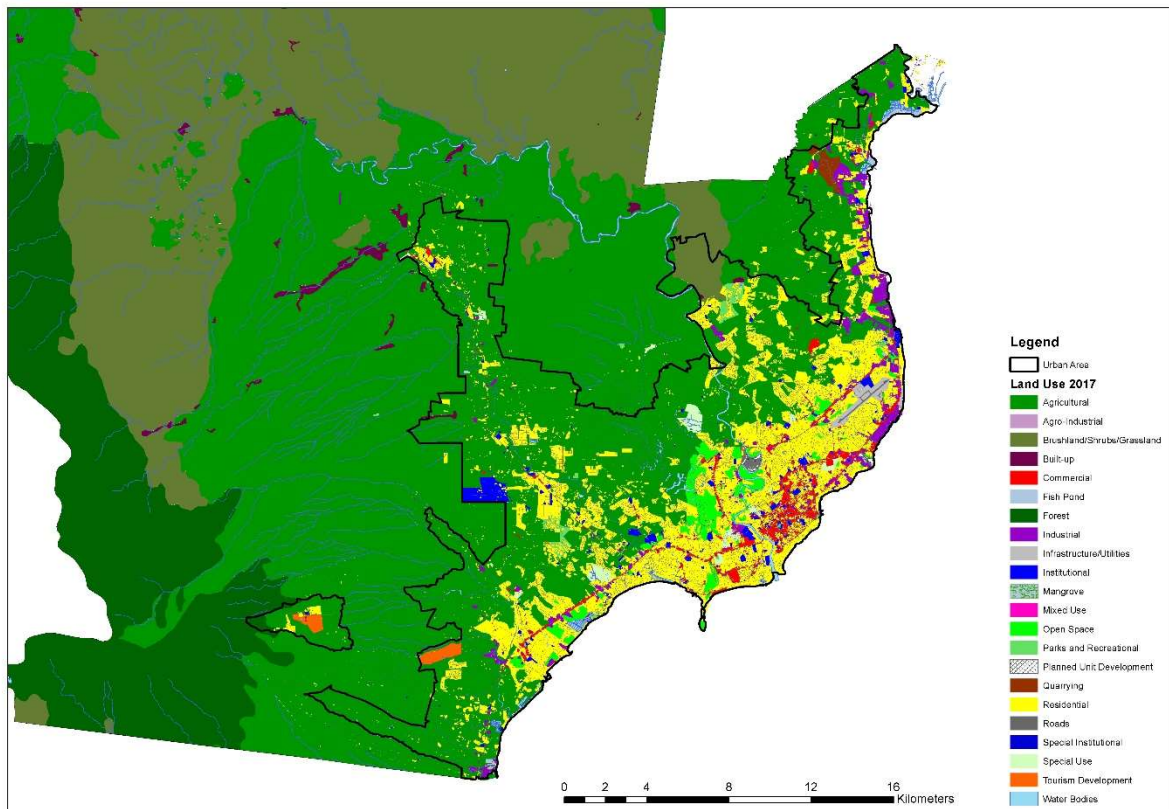 Legend
Urban Area
Land Use 2017
Agricultural
Agro-Industrial
Brushland/Shrubs/Grassland
Built-up
Commercial
Fish Pond
Forest
Industrial
Infrastructure/Utilities
Institutional
Mangrove
Mixed Use
Open Space
Parks and Recreational
Planned Unit Development
Quarrying
Residential
Roads
Special Institutional
Special Use
Tourism Development
Water Bodies
0 2 4 8 12 16
Kilometers